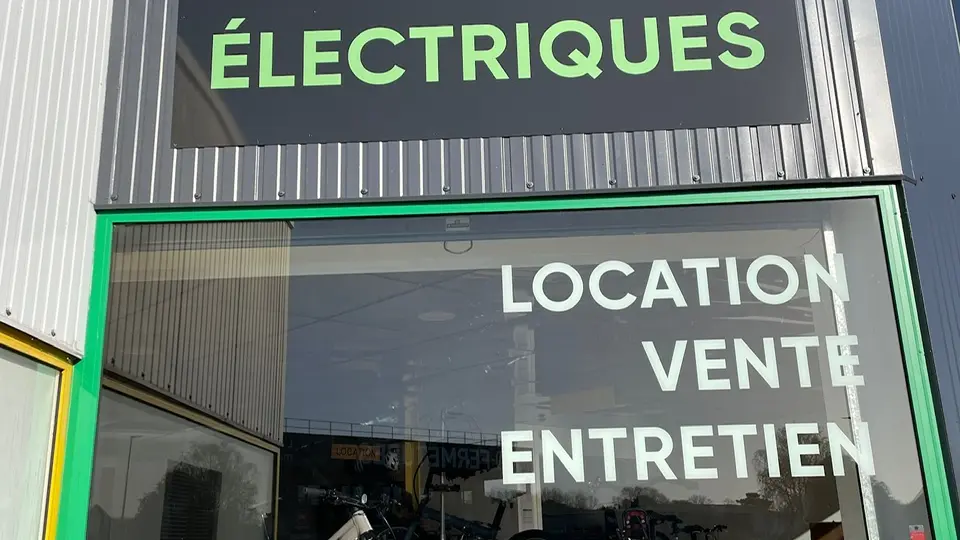 ÉLECTRIQUES
LOCATION
VENTE
ENTRETIEN